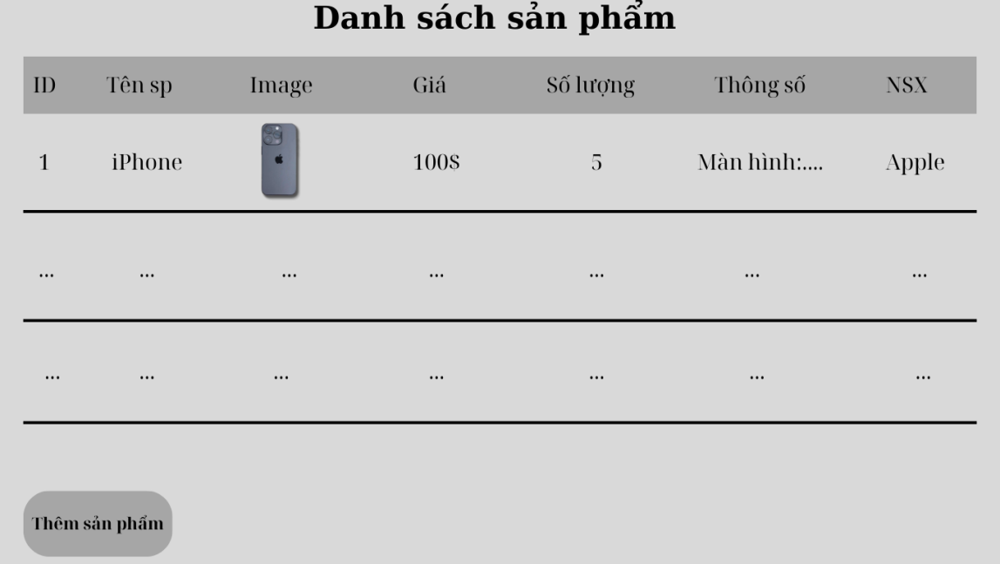 Danh sách sản phẩm
ID Tên sp Image Giá Số lượng Thông số NSX
1 iPhone 100$ 5 Màn hình:.... Apple
... ... ... ... ... ... ...
... ... ... ... ... ... ...
Thêm sản phẩm